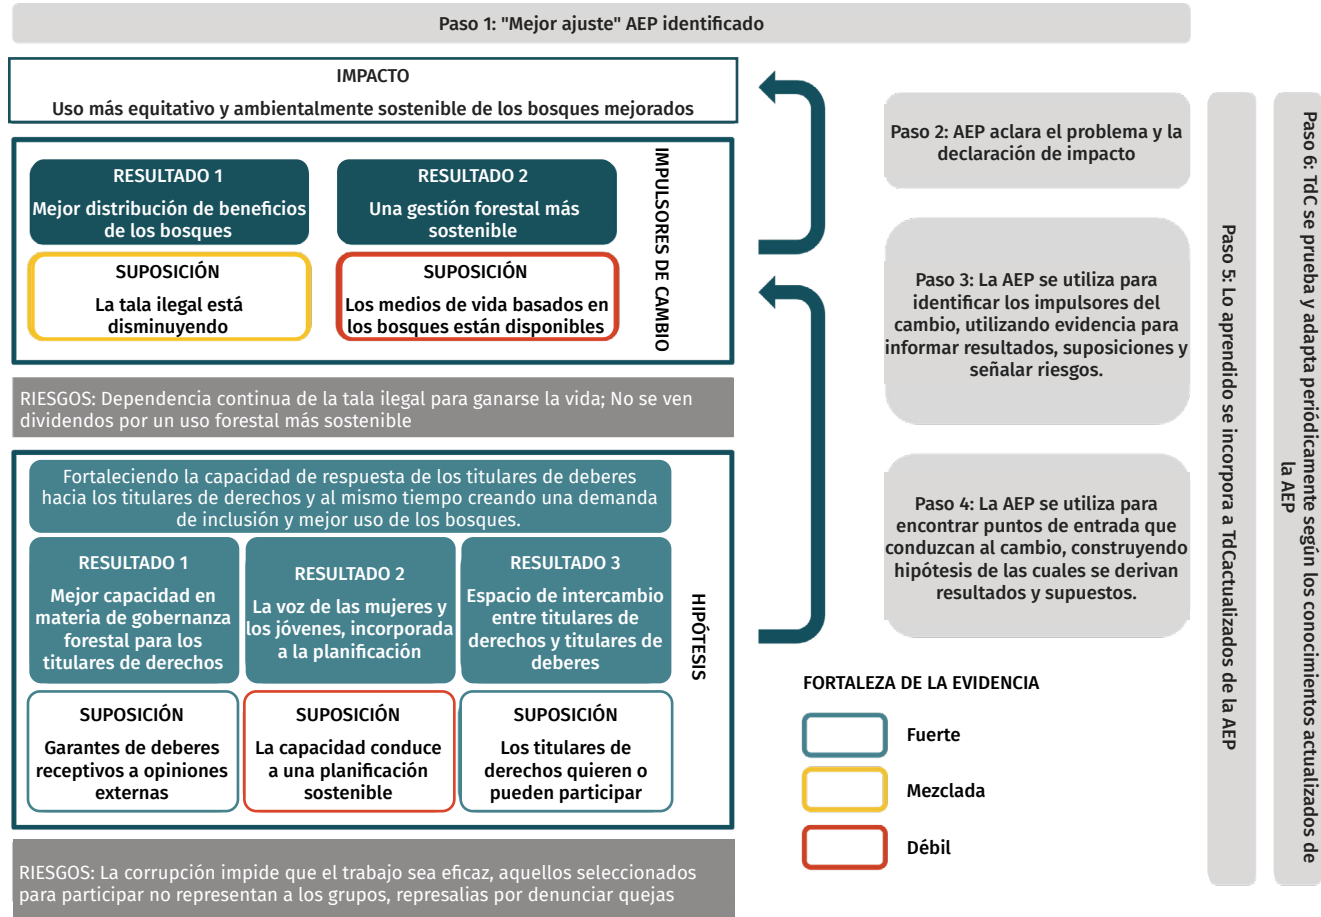 Paso 1: "Mejor ajuste" AEP identificado
IMPACTO
Uso más equitativo y ambientalmente sostenible de los bosques mejorados
IMPULSORES DE CAMBIO
RESULTADO 1
Mejor distribución de beneficios
de los bosques
RESULTADO 2
Una gestión forestal más
sostenible
SUPOSICIÓN
La tala ilegal está
disminuyendo
SUPOSICIÓN
Los medios de vida basados en
los bosques están disponibles
RIESGOS: Dependencia continua de la tala ilegal para ganarse la vida; No se ven
dividendos por un uso forestal más sostenible
HIPÓTESIS
Fortaleciendo la capacidad de respuesta de los titulares de deberes
hacia los titulares de derechos y al mismo tiempo creando una demanda
de inclusión y mejor uso de los bosques.
RESULTADO 1
Mejor capacidad en
materia de gobernanza
forestal para los
titulares de derechos
RESULTADO 2
La voz de las mujeres y
los jóvenes, incorporada
a la planificación
RESULTADO 3
Espacio de intercambio
entre titulares de
derechos y titulares de
deberes
SUPOSICIÓN
Garantes de deberes
receptivos a opiniones
externas
SUPOSICIÓN
La capacidad conduce
a una planificación
sostenible
SUPOSICIÓN
Los titulares de
derechos quieren o
pueden participar
RIESGOS: La corrupción impide que el trabajo sea eficaz, aquellos seleccionados
para participar no representan a los grupos, represalias por denunciar quejas
Paso 2: AEP aclara el problema y la
declaración de impacto
Paso 3: La AEP se utiliza para
identificar los impulsores del
cambio, utilizando evidencia para
informar resultados, suposiciones y
señalar riesgos.
Paso 4: La AEP se utiliza para
encontrar puntos de entrada que
conduzcan al cambio, construyendo
hipótesis de las cuales se derivan
resultados y supuestos.
FORTALEZA DE LA EVIDENCIA
Fuerte
Mezclada
Débil
Paso 5: Lo aprendido se incorpora a TdCactualizados de la AEP
Paso 6: TdC se prueba y adapta periódicamente según los conocimientos actualizados de
la AEP